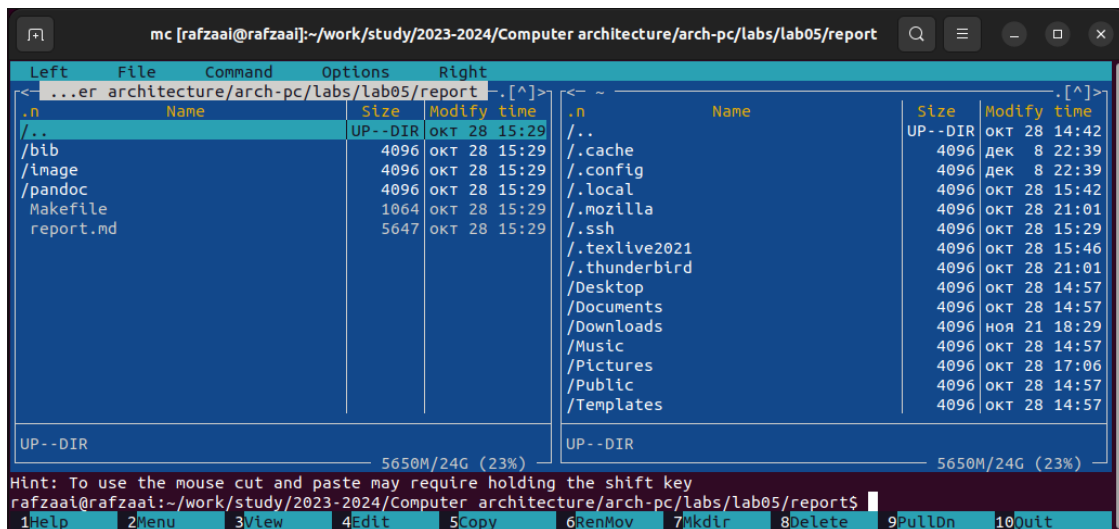 mc [rafzaai@rafzaai]:~/work/study/2023-2024/Computer architecture/arch-pc/labs/lab05/report
Left File Command Options Right
<─ ...er architecture/arch-pc/labs/lab05/report ─.[^]>
.n Name Size Modify time
/.. UP--DIR окт 28 15:29
/bib 4096 окт 28 15:29
/image 4096 окт 28 15:29
/pandoc 4096 окт 28 15:29
Makefile 1064 окт 28 15:29
report.md 5647 окт 28 15:29
UP--DIR
5650M/24G (23%)
<─ ~ ─.[^]>
.n Name Size Modify time
/.. UP--DIR окт 28 14:42
/.cache 4096 дек 8 22:39
/.config 4096 дек 8 22:39
/.local 4096 окт 28 15:42
/.mozilla 4096 окт 28 21:01
/.ssh 4096 окт 28 15:29
/.texlive2021 4096 окт 28 15:46
/.thunderbird 4096 окт 28 21:01
/Desktop 4096 окт 28 14:57
/Documents 4096 окт 28 14:57
/Downloads 4096 ноя 21 18:29
/Music 4096 окт 28 14:57
/Pictures 4096 окт 28 17:06
/Public 4096 окт 28 14:57
/Templates 4096 окт 28 14:57
UP--DIR
5650M/24G (23%)
Hint: To use the mouse cut and paste may require holding the shift key
rafzaai@rafzaai:~/work/study/2023-2024/Computer architecture/arch-pc/labs/lab05/report$
1Help 2Menu 3View 4Edit 5Copy 6RenMov 7Mkdir 8Delete 9PullDn 10Quit